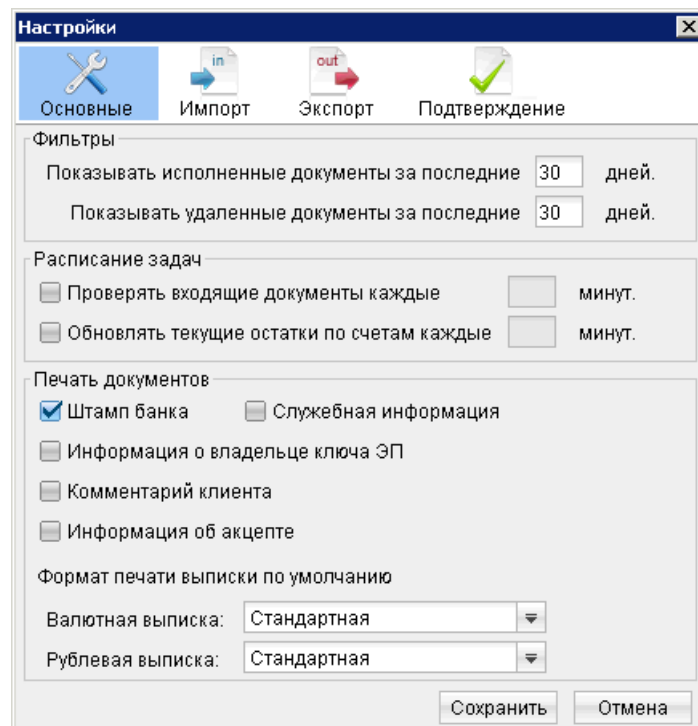 Настройки
in out
Основные Импорт Экспорт Подтверждение
Фильтры
Показывать исполненные документы за последние 30 дней.
Показывать удаленные документы за последние 30 дней.
Расписание задач
Проверять входящие документы каждые минут.
Обновлять текущие остатки по счетам каждые минут.
Печать документов
Штамп банка Служебная информация
Информация о владельце ключа ЭП
Комментарий клиента
Информация об акцепте
Формат печати выписки по умолчанию
Валютная выписка: Стандартная
Рублевая выписка: Стандартная
Сохранить Отмена